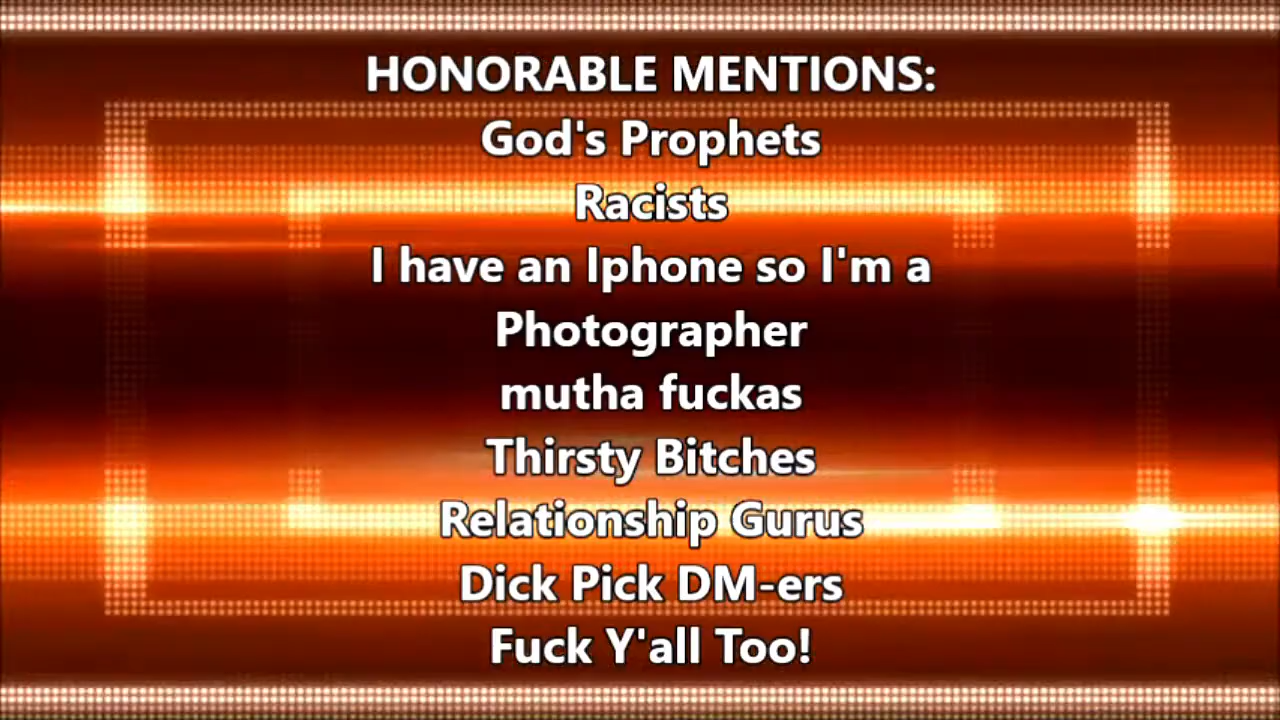 HONORABLE MENTIONS:
God's Prophets
Racists
I have an Iphone so I'm a
Photographer
mutha fuckas
Thirsty Bitches
Relationship Gurus
Dick Pick DM-ers
Fuck Y'all Too!